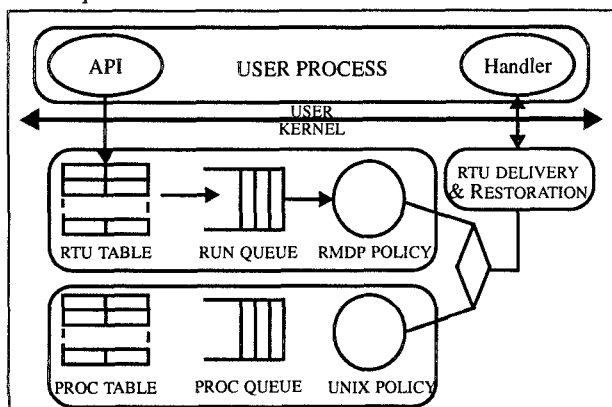 API
USER PROCESS
Handler
USER
KERNEL
RTU DELIVERY
& RESTORATION
RTU TABLE
RUN QUEUE
RMDP POLICY
PROC TABLE
PROC QUEUE
UNIX POLICY